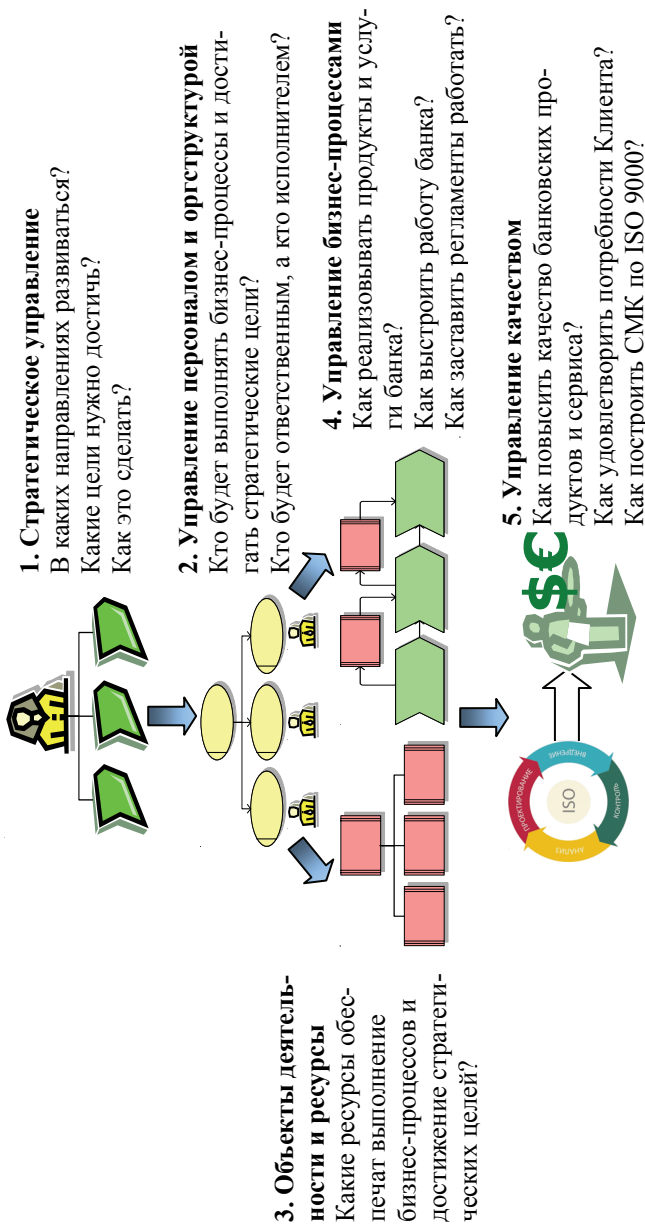 1. Стратегическое управление
В каких направлениях развиваться?
Какие цели нужно достичь?
Как это сделать?
2. Управление персоналом и оргструктурой
Кто будет выполнять бизнес-процессы и дости-
гать стратегические цели?
Кто будет ответственным, а кто исполнителем?
3. Объекты деятель-
ности и ресурсы
Какие ресурсы обес-
печат выполнение
бизнес-процессов и
достижение стратеги-
ческих целей?
4. Управление бизнес-процессами
Как реализовывать продукты и услу-
ги банка?
Как выстроить работу банка?
Как заставить регламенты работать?
5. Управление качеством
Как повысить качество банковских про-
дуктов и сервиса?
Как удовлетворить потребности Клиента?
Как построить СМК по ISO 9000?
ПРОЕКТИРОВАНИЕ
ВНЕДРЕНИЕ
КОНТРОЛЬ
АНАЛИЗ
ISO
$€